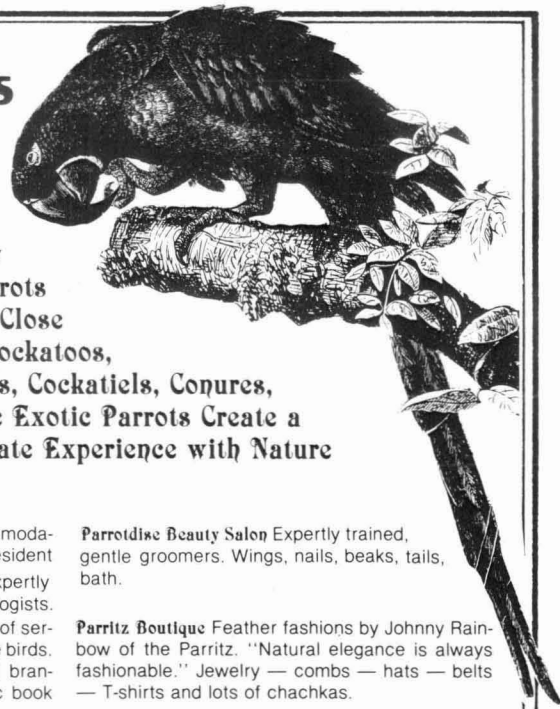 s
rots
Close
ockatoos,
s, Cockatiels, Conures,
e Exotic Parrots Create a
ate Experience with Nature
moda-
esident
xpertly
ogists.
of ser-
birds.
bran-
c book
Parrotdise Beauty Salon Expertly trained,
gentle groomers. Wings, nails, beaks, tails,
bath.
Parritz Boutique Feather fashions by Johnny Rain-
bow of the Parritz. "Natural elegance is always
fashionable." Jewelry — combs — hats — belts
— T-shirts and lots of chachkas.